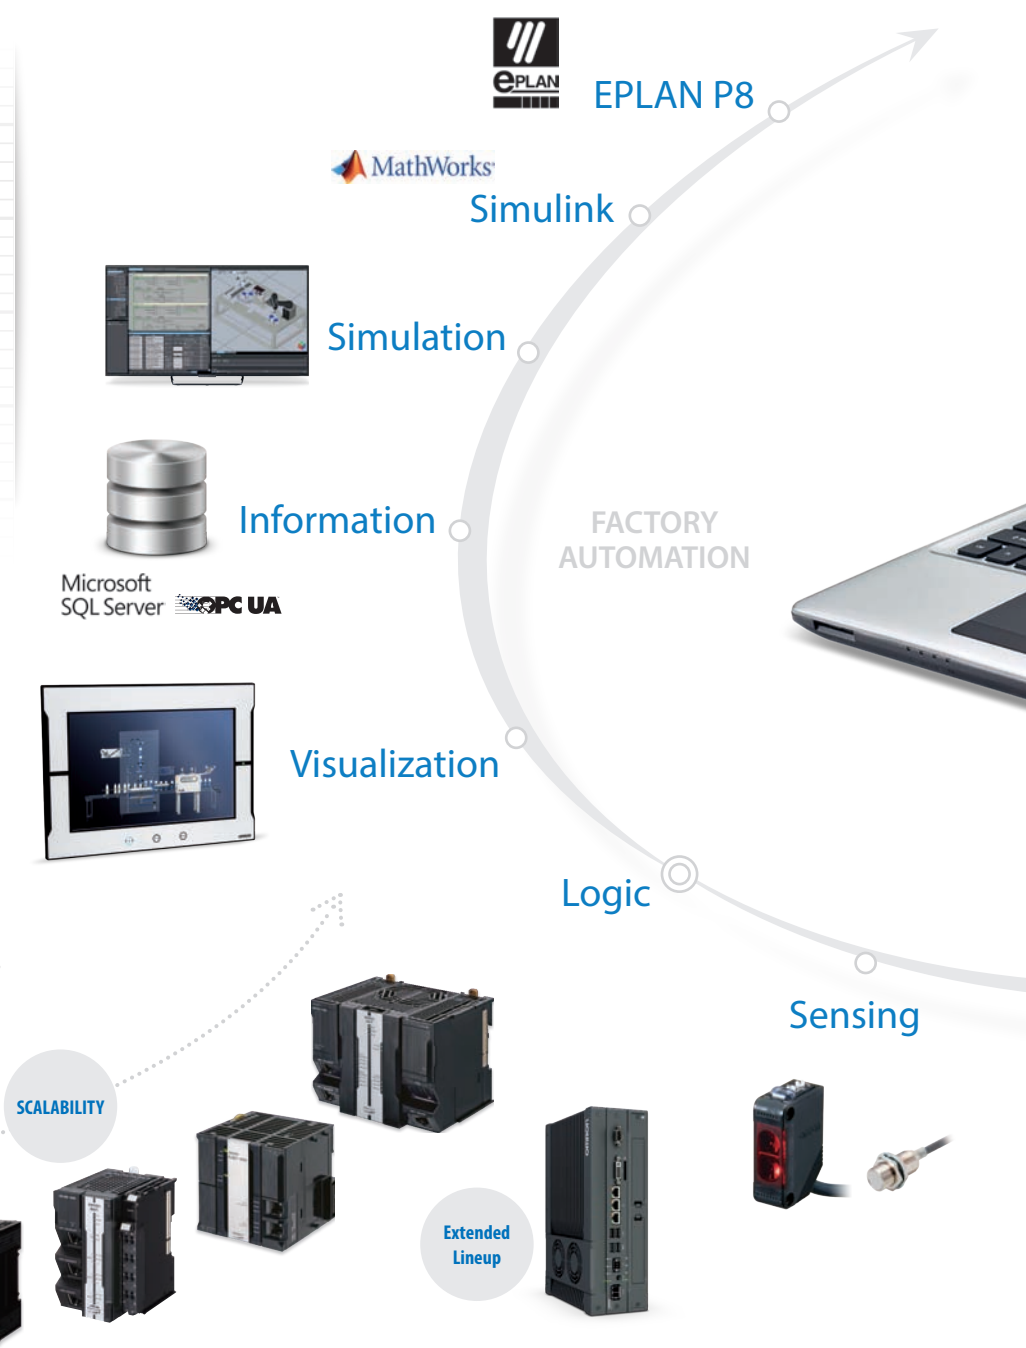 ePLAN
EPLAN P8
MathWorks
Simulink
Simulation
Information
FACTORY
AUTOMATION
Microsoft
SQL Server
OPC UA
Visualization
Logic
Sensing
SCALABILITY
Extended
Lineup